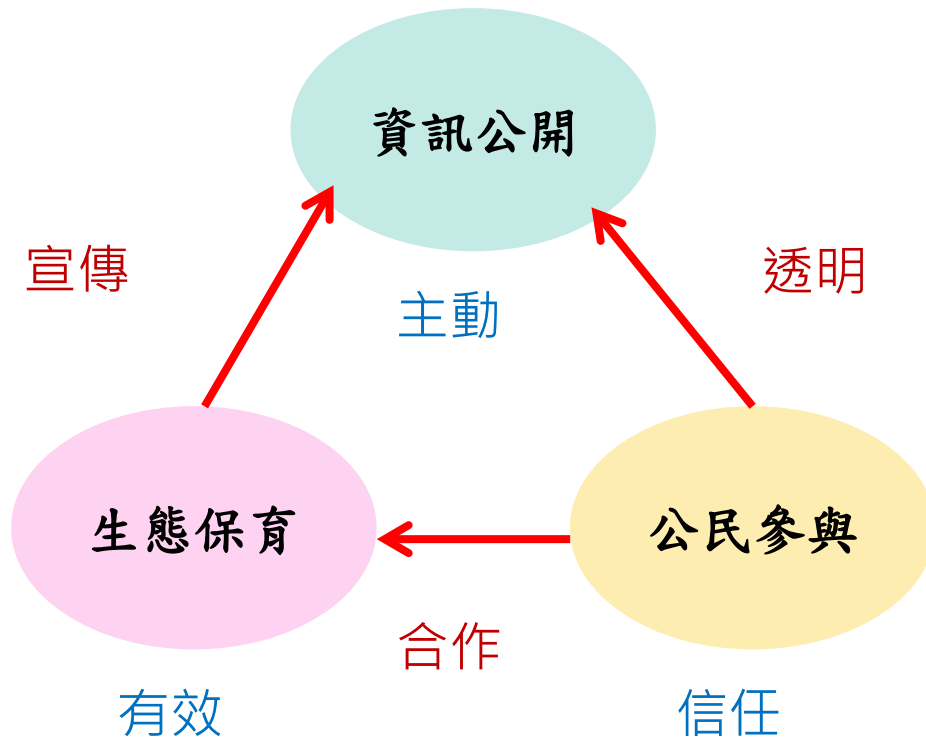 資訊公開
宣傳
透明
主動
生態保育
公民參與
合作
有效
信任